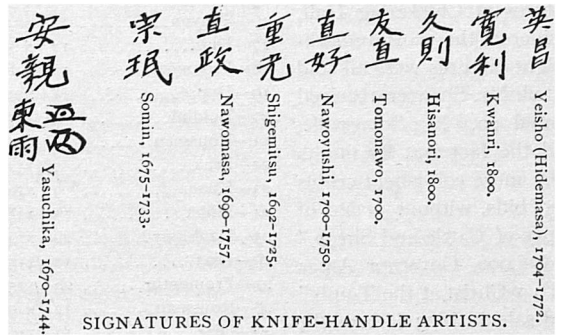 英昌
Yeisho (Hidemasa), 1704–1772.
寛利
Kwanri, 1800.
久則
Hisanori, 1800.
友直
Tomonawo, 1770.
直好
Nawoyushi, 1700–1750.
重光
Shigemitsu, 1692–1725.
直政
Nawomasa, 1690–1757.
宗珉
Somin, 1675–1733.
安親
東雨
Yasuchika, 1670–1744.
SIGNATURES OF KNIFE-HANDLE ARTISTS.